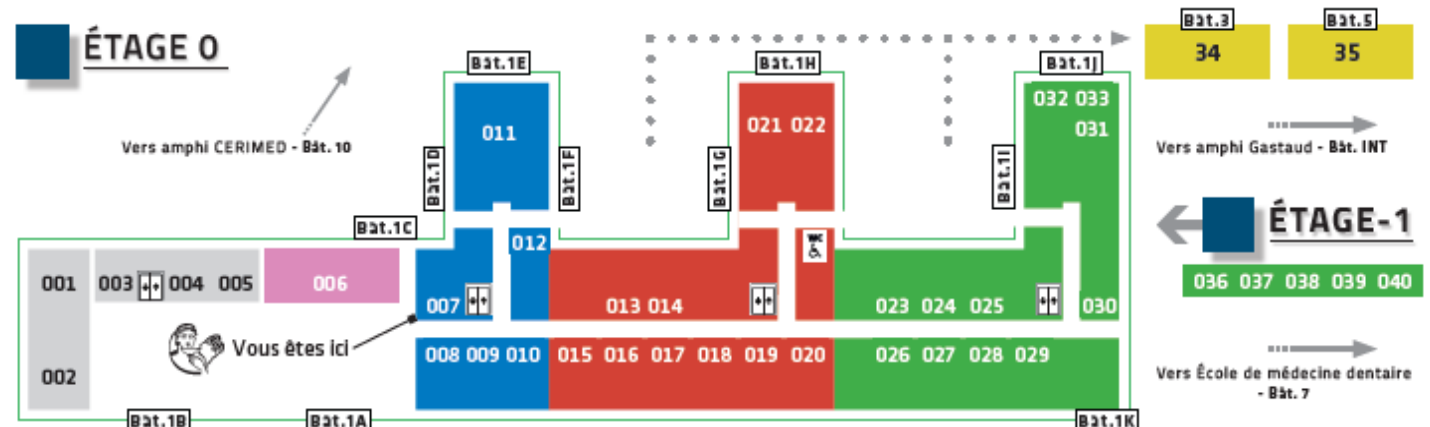 ÉTAGE 0
Bât.3 Bât.5
34 35
Bât.1E Bât.1H Bât.1J
032 033
031
011
021 022
Vers amphi CERIMED - Bât. 10
Vers amphi Gastaud - Bât. INT
Bât.1D Bât.1F Bât.1G Bât.1I
Bât.1C
ÉTAGE-1
036 037 038 039 040
012
WC
001 003 004 005 006
007 013 014 023 024 025 030
Vous êtes ici
008 009 010 015 016 017 018 019 020 026 027 028 029
002
Vers École de médecine dentaire
- Bât. 7
Bât.1B Bât.1A Bât.1K